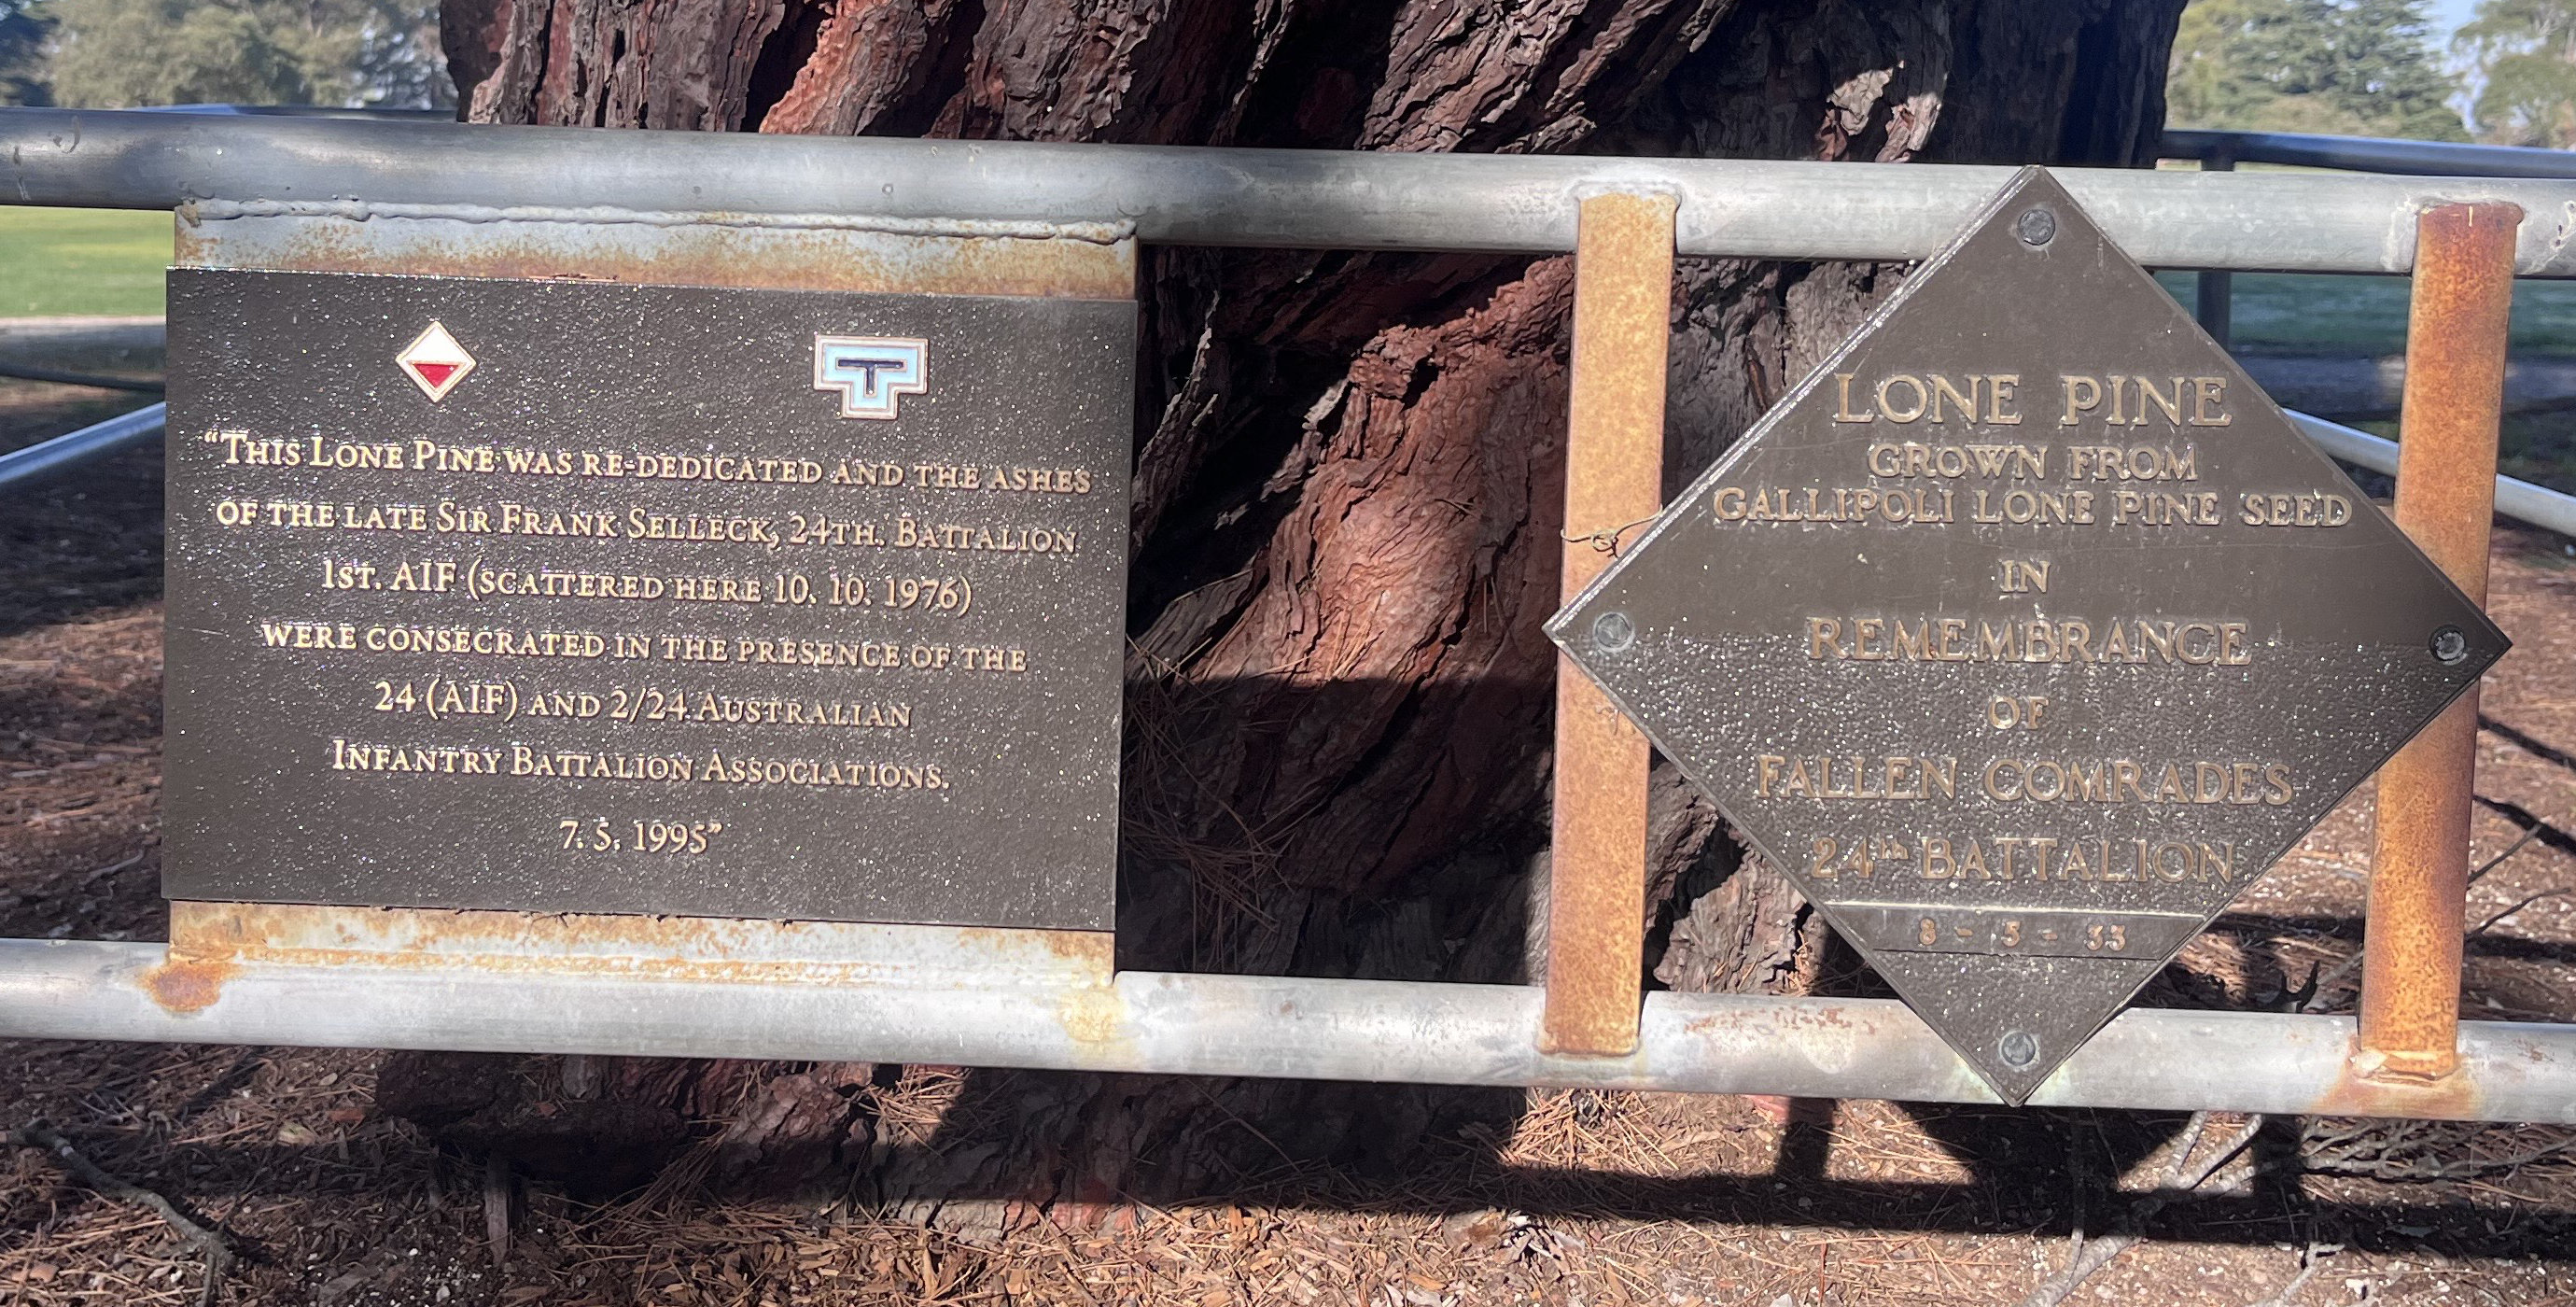 T
“THIS LONE PINE WAS RE-DEDICATED AND THE ASHES
OF THE LATE SIR FRANK SELLECK, 24TH. BATTALION
1ST. AIF (SCATTERED HERE 10. 10. 1976)
WERE CONSECRATED IN THE PRESENCE OF THE
24 (AIF) AND 2/24 AUSTRALIAN
INFANTRY BATTALION ASSOCIATIONS.
7. 5. 1995”
LONE PINE
GROWN FROM
GALLIPOLI LONE PINE SEED
IN
REMEMBRANCE
OF
FALLEN COMRADES
24th BATTALION
8 - 5 - 33